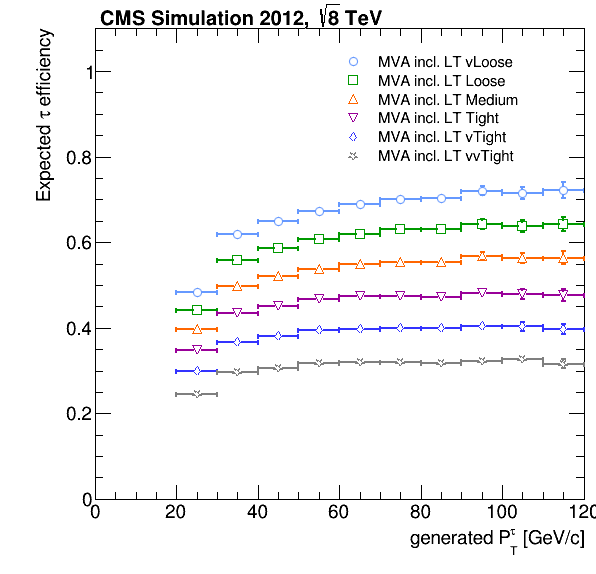 CMS Simulation 2012, √8 TeV
Expected τ efficiency
1
0.8
0.6
0.4
0.2
0
MVA incl. LT vLoose
MVA incl. LT Loose
MVA incl. LT Medium
MVA incl. LT Tight
MVA incl. LT vTight
MVA incl. LT vvTight
0 20 40 60 80 100 120
generated P_T^τ [GeV/c]